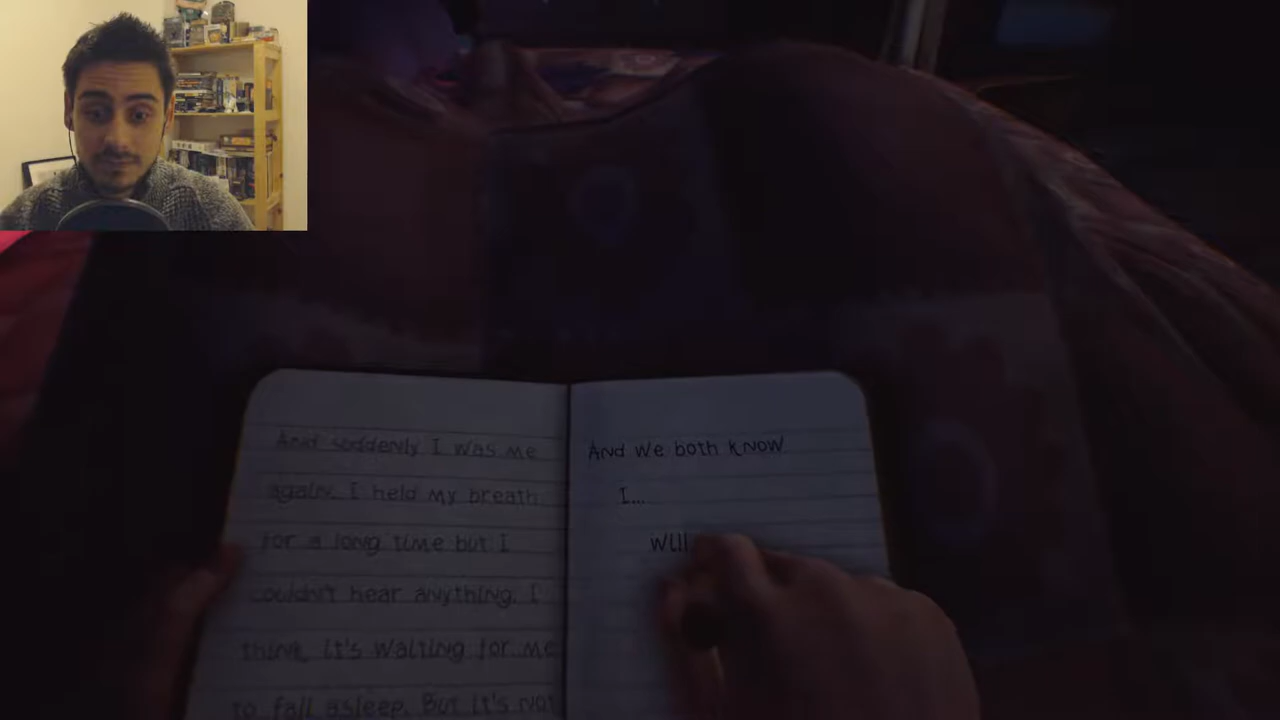 And suddenly I was me
again. I held my breath
for a long time but I
couldn't hear anything. I
think it's waiting for me
to fall asleep. But it's not
And we both know
I...
will